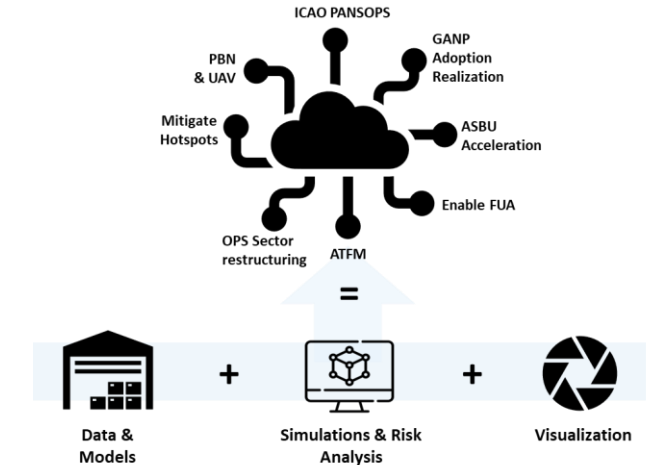 ICAO PANSOPS
GANP
Adoption
Realization
PBN
& UAV
Mitigate
Hotspots
ASBU
Acceleration
Enable FUA
OPS Sector
restructuring
ATFM
=
+
+
Data &
Models
Simulations & Risk
Analysis
Visualization